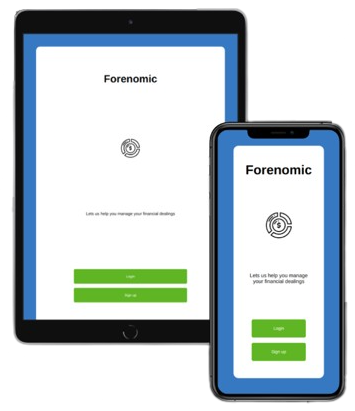 Forenomic
$
Lets us help you manage your financial dealings
Login
Sign up
Forenomic
$
Lets us help you manage
your financial dealings
Login
Sign up